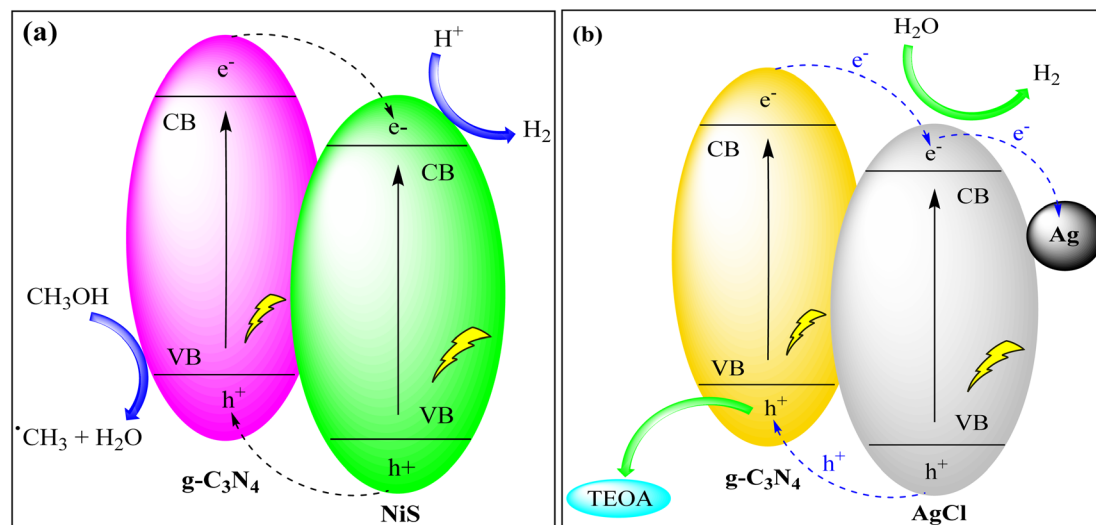 (a)
H⁺
H₂
e⁻
CB
e-
CB
CH₃OH
VB
h⁺
•CH₃ + H₂O
VB
h+
g-C₃N₄
NiS
(b)
H₂O
H₂
e⁻
e⁻
CB
e⁻
e⁻
CB
Ag
VB
h⁺
VB
h⁺
h⁺
TEOA
g-C₃N₄
AgCl